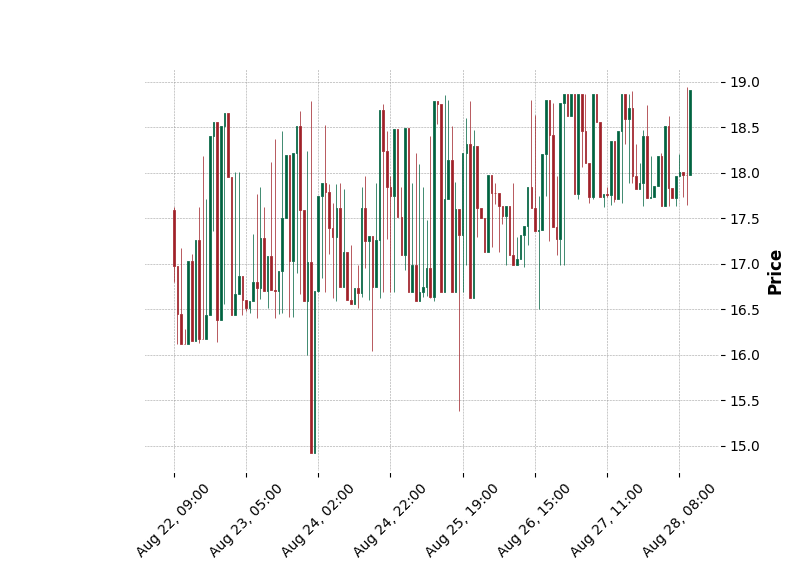 19.0
18.5
18.0
17.5
17.0
16.5
16.0
15.5
15.0
Price
Aug 22, 09:00
Aug 23, 05:00
Aug 24, 02:00
Aug 24, 22:00
Aug 25, 19:00
Aug 26, 15:00
Aug 27, 11:00
Aug 28, 08:00